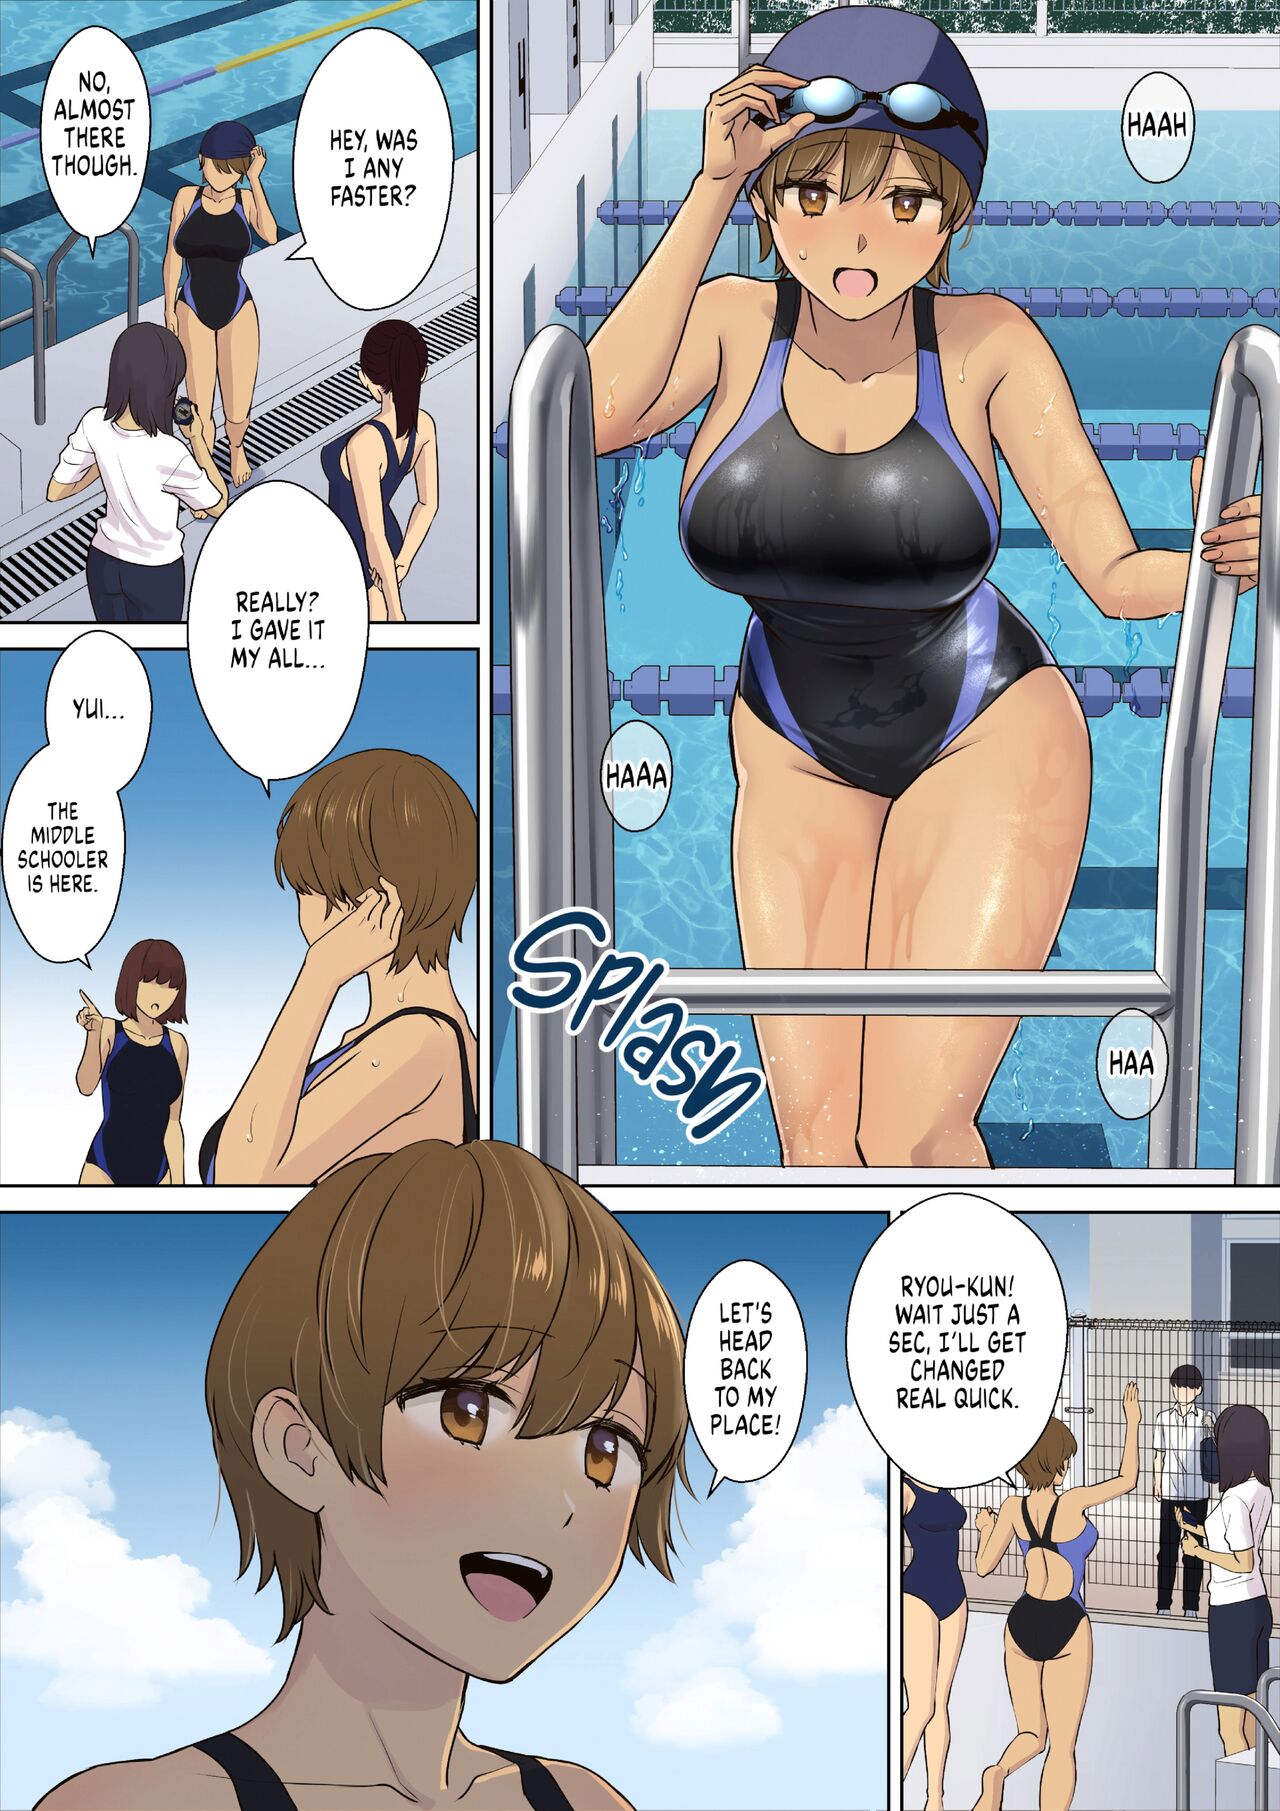 HAAH
HAAA
HAA
Splash
HEY, WAS
I ANY
FASTER?
NO,
ALMOST
THERE
THOUGH.
REALLY?
I GAVE IT
MY ALL...
YUI...
THE
MIDDLE
SCHOOLER
IS HERE.
RYOU-KUN!
WAIT JUST A
SEC, I'LL GET
CHANGED
REAL QUICK.
LET'S
HEAD
BACK
TO MY
PLACE!